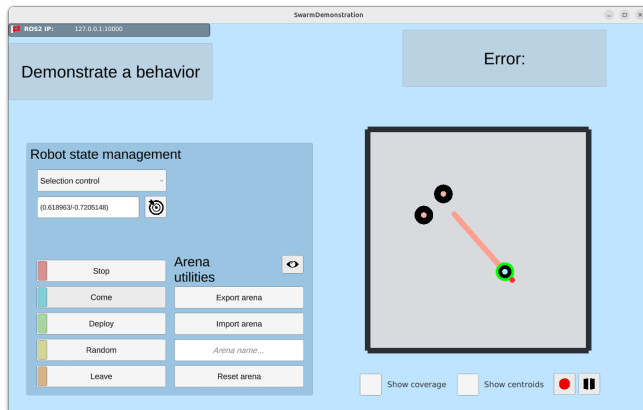 SwarmDemonstration
ROS2 IP: 127.0.0.1:10000
Demonstrate a behavior
Error:
Robot state management
Selection control
(0.618963/-0.7205148)
Arena
utilities
Stop
Come
Export arena
Deploy
Import arena
Random
Arena name...
Leave
Reset arena
Show coverage
Show centroids